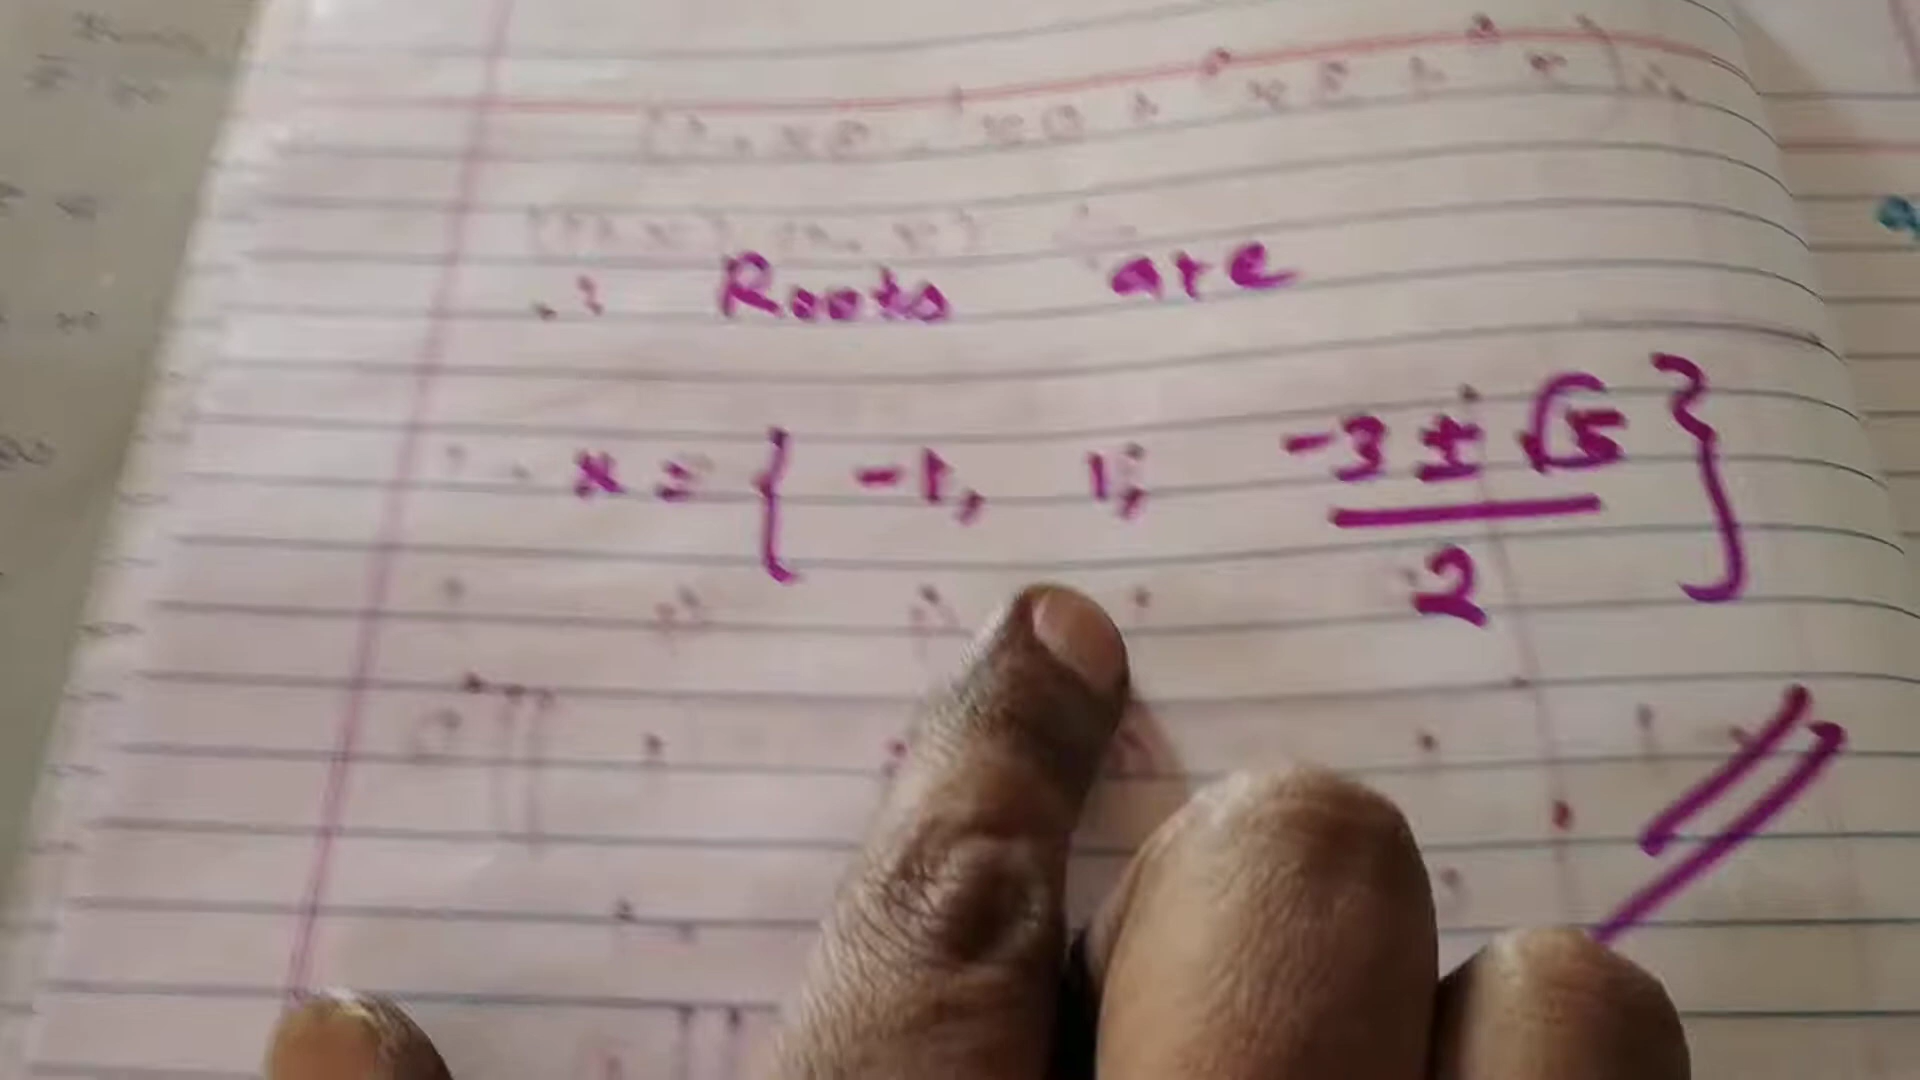 ∴ Roots are
x = { -1, 1, (-3 ± √5)/2 }